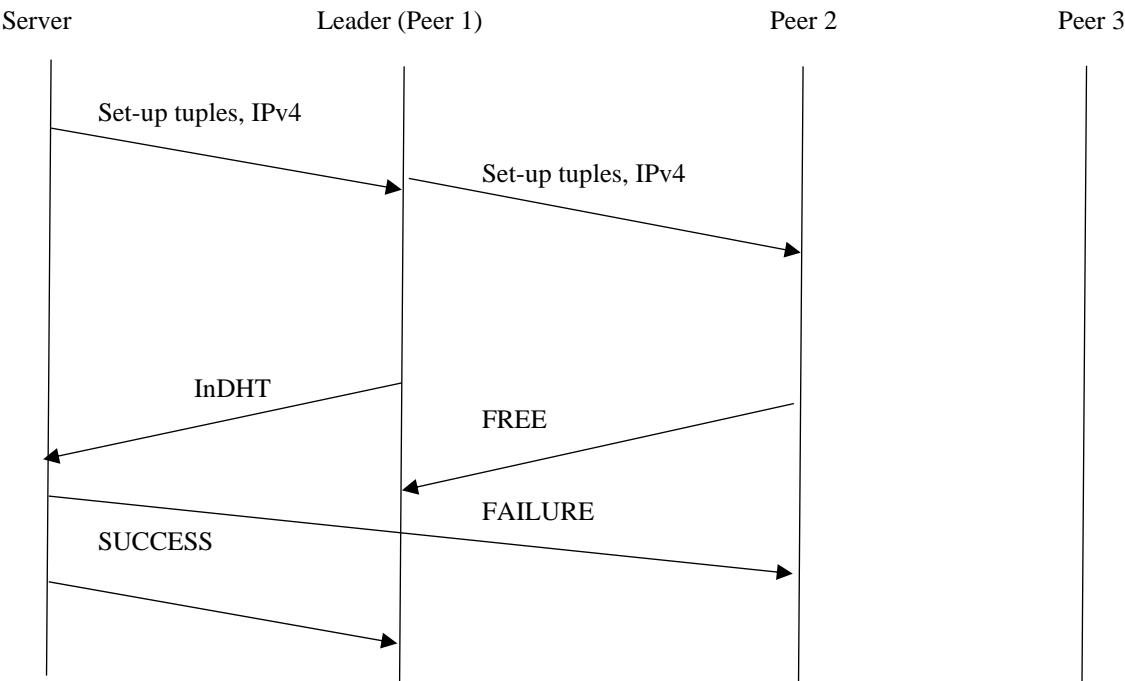 Server Leader (Peer 1) Peer 2 Peer 3
Set-up tuples, IPv4
Set-up tuples, IPv4
InDHT
FREE
FAILURE
SUCCESS